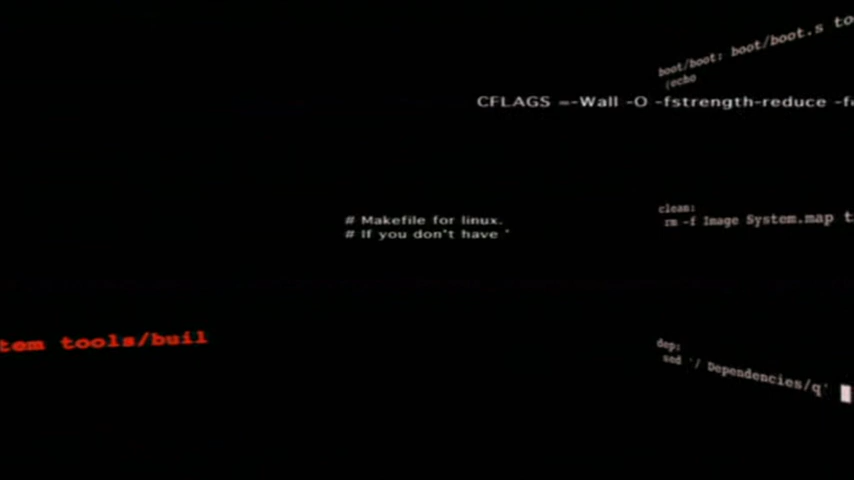 boot/boot: boot/boot.s to
(echo
CFLAGS =-Wall -O -fstrength-reduce -f
# Makefile for linux.
# If you don't have '
clean:
rm -f Image System.map t
tem tools/buil
dep:
sed '/ Dependencies/q'